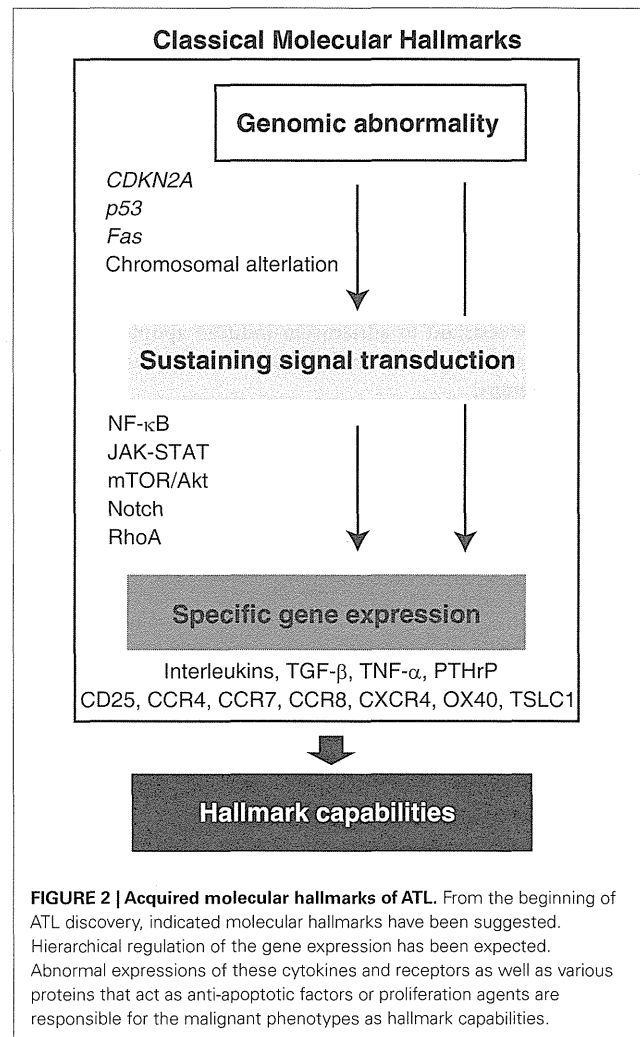 Classical Molecular Hallmarks
Genomic abnormality
CDKN2A
p53
Fas
Chromosomal alterlation
Sustaining signal transduction
NF-κB
JAK-STAT
mTOR/Akt
Notch
RhoA
Specific gene expression
Interleukins, TGF-β, TNF-α, PTHrP
CD25, CCR4, CCR7, CCR8, CXCR4, OX40, TSLC1
Hallmark capabilities
FIGURE 2 | Acquired molecular hallmarks of ATL. From the beginning of
ATL discovery, indicated molecular hallmarks have been suggested.
Hierarchical regulation of the gene expression has been expected.
Abnormal expressions of these cytokines and receptors as well as various
proteins that act as anti-apoptotic factors or proliferation agents are
responsible for the malignant phenotypes as hallmark capabilities.